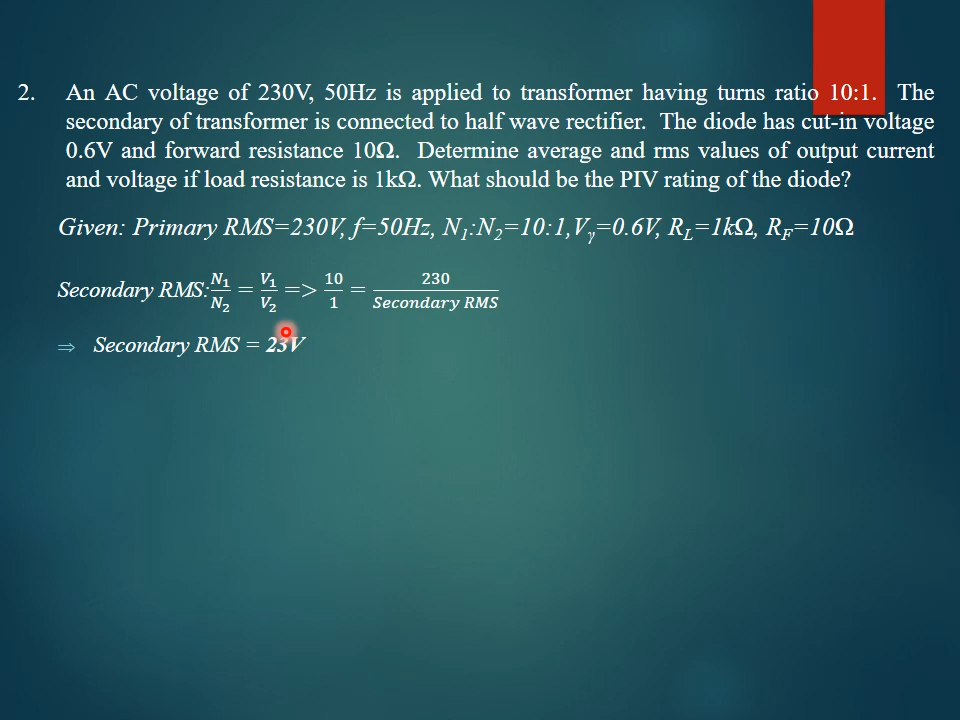 2. An AC voltage of 230V, 50Hz is applied to transformer having turns ratio 10:1. The
secondary of transformer is connected to half wave rectifier. The diode has cut-in voltage
0.6V and forward resistance 10Ω. Determine average and rms values of output current
and voltage if load resistance is 1kΩ. What should be the PIV rating of the diode?
Given: Primary RMS=230V, f=50Hz, N₁:N₂=10:1, Vᵧ=0.6V, R_L=1kΩ, R_F=10Ω
Secondary RMS: N₁/N₂ = V₁/V₂ => 10/1 = 230/Secondary RMS
⇒ Secondary RMS = 23V